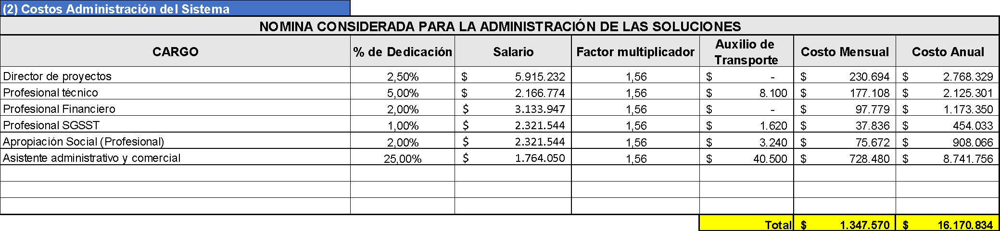 (2) Costos Administración del Sistema
NOMINA CONSIDERADA PARA LA ADMINISTRACIÓN DE LAS SOLUCIONES
CARGO % de Dedicación Salario Factor multiplicador Auxilio de Transporte Costo Mensual Costo Anual
Director de proyectos 2,50% $ 5.915.232 1,56 $ - $ 230.694 $ 2.768.329
Profesional técnico 5,00% $ 2.166.774 1,56 $ 8.100 $ 177.108 $ 2.125.301
Profesional Financiero 2,00% $ 3.133.947 1,56 $ - $ 97.779 $ 1.173.350
Profesional SGSST 1,00% $ 2.321.544 1,56 $ 1.620 $ 37.836 $ 454.033
Apropiación Social (Profesional) 2,00% $ 2.321.544 1,56 $ 3.240 $ 75.672 $ 908.066
Asistente administrativo y comercial 25,00% $ 1.764.050 1,56 $ 40.500 $ 728.480 $ 8.741.756
Total $ 1.347.570 $ 16.170.834